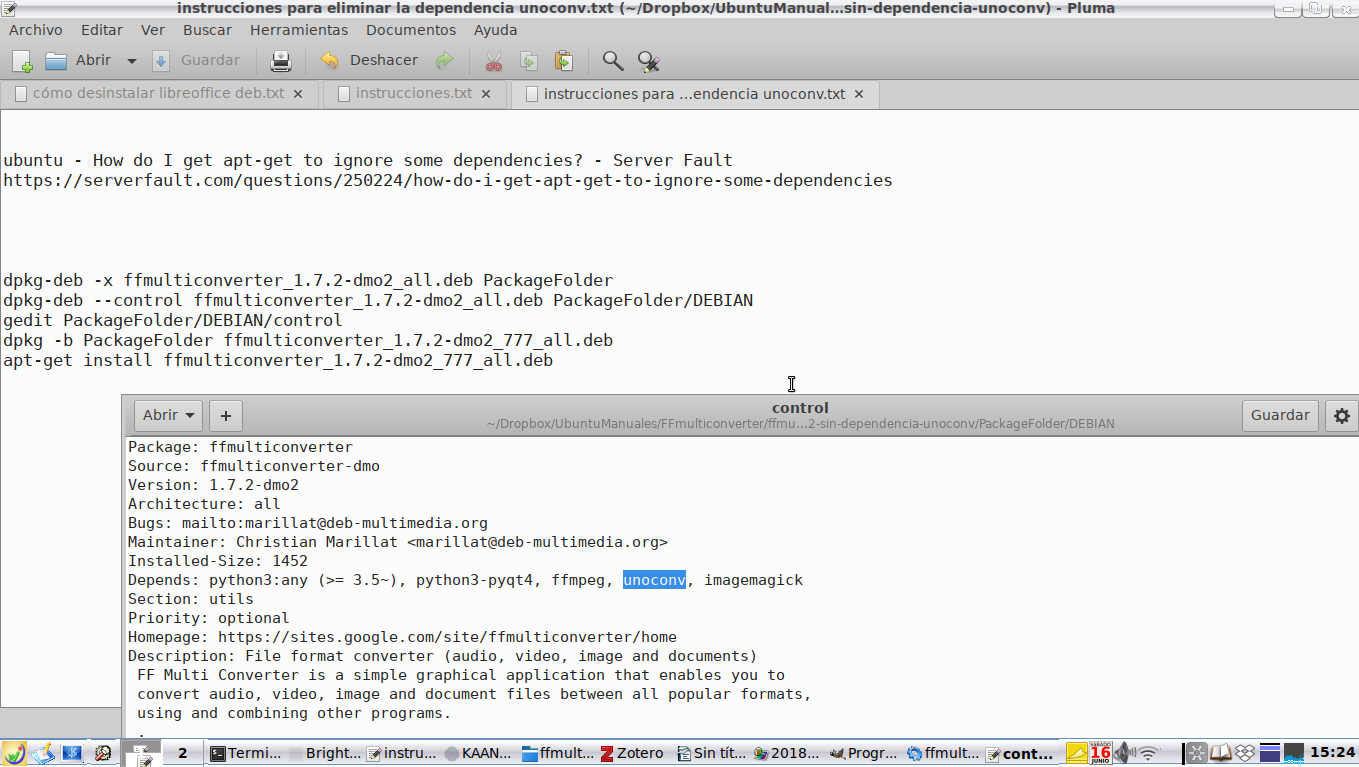 instrucciones para eliminar la dependencia unoconv.txt (~/Dropbox/UbuntuManual...sin-dependencia-unoconv) - Pluma
Archivo Editar Ver Buscar Herramientas Documentos Ayuda
Abrir Guardar Deshacer
cómo desinstalar libreoffice deb.txt instrucciones.txt instrucciones para ...endencia unoconv.txt
ubuntu - How do I get apt-get to ignore some dependencies? - Server Fault
https://serverfault.com/questions/250224/how-do-i-get-apt-get-to-ignore-some-dependencies
dpkg-deb -x ffmulticonverter_1.7.2-dmo2_all.deb PackageFolder
dpkg-deb --control ffmulticonverter_1.7.2-dmo2_all.deb PackageFolder/DEBIAN
gedit PackageFolder/DEBIAN/control
dpkg -b PackageFolder ffmulticonverter_1.7.2-dmo2_777_all.deb
apt-get install ffmulticonverter_1.7.2-dmo2_777_all.deb
Abrir + control Guardar
~/Dropbox/UbuntuManuales/FFmulticonverter/ffmu...2-sin-dependencia-unoconv/PackageFolder/DEBIAN
Package: ffmulticonverter
Source: ffmulticonverter-dmo
Version: 1.7.2-dmo2
Architecture: all
Bugs: mailto:marillat@deb-multimedia.org
Maintainer: Christian Marillat <marillat@deb-multimedia.org>
Installed-Size: 1452
Depends: python3:any (>= 3.5~), python3-pyqt4, ffmpeg, unoconv, imagemagick
Section: utils
Priority: optional
Homepage: https://sites.google.com/site/ffmulticonverter/home
Description: File format converter (audio, video, image and documents)
FF Multi Converter is a simple graphical application that enables you to
convert audio, video, image and document files between all popular formats,
using and combining other programs.
.
2 Termi... Bright... instru... KAAN... ffmult... Zotero Sin tít... 2018... Progr... ffmult... cont... SÁBADO 16 JUNIO 15:24